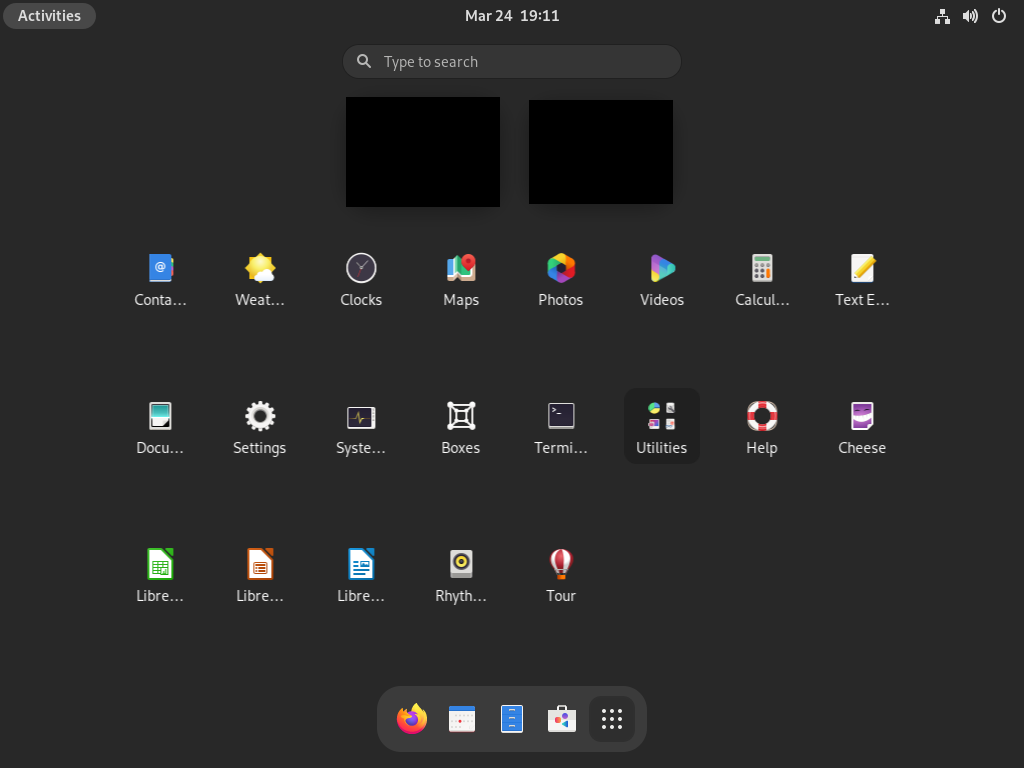 Activities
Mar 24 19:11
Type to search
Conta...
Weat...
Clocks
Maps
Photos
Videos
Calcul...
Text E...
Docu...
Settings
Syste...
Boxes
Termi...
Utilities
Help
Cheese
Libre...
Libre...
Libre...
Rhyth...
Tour